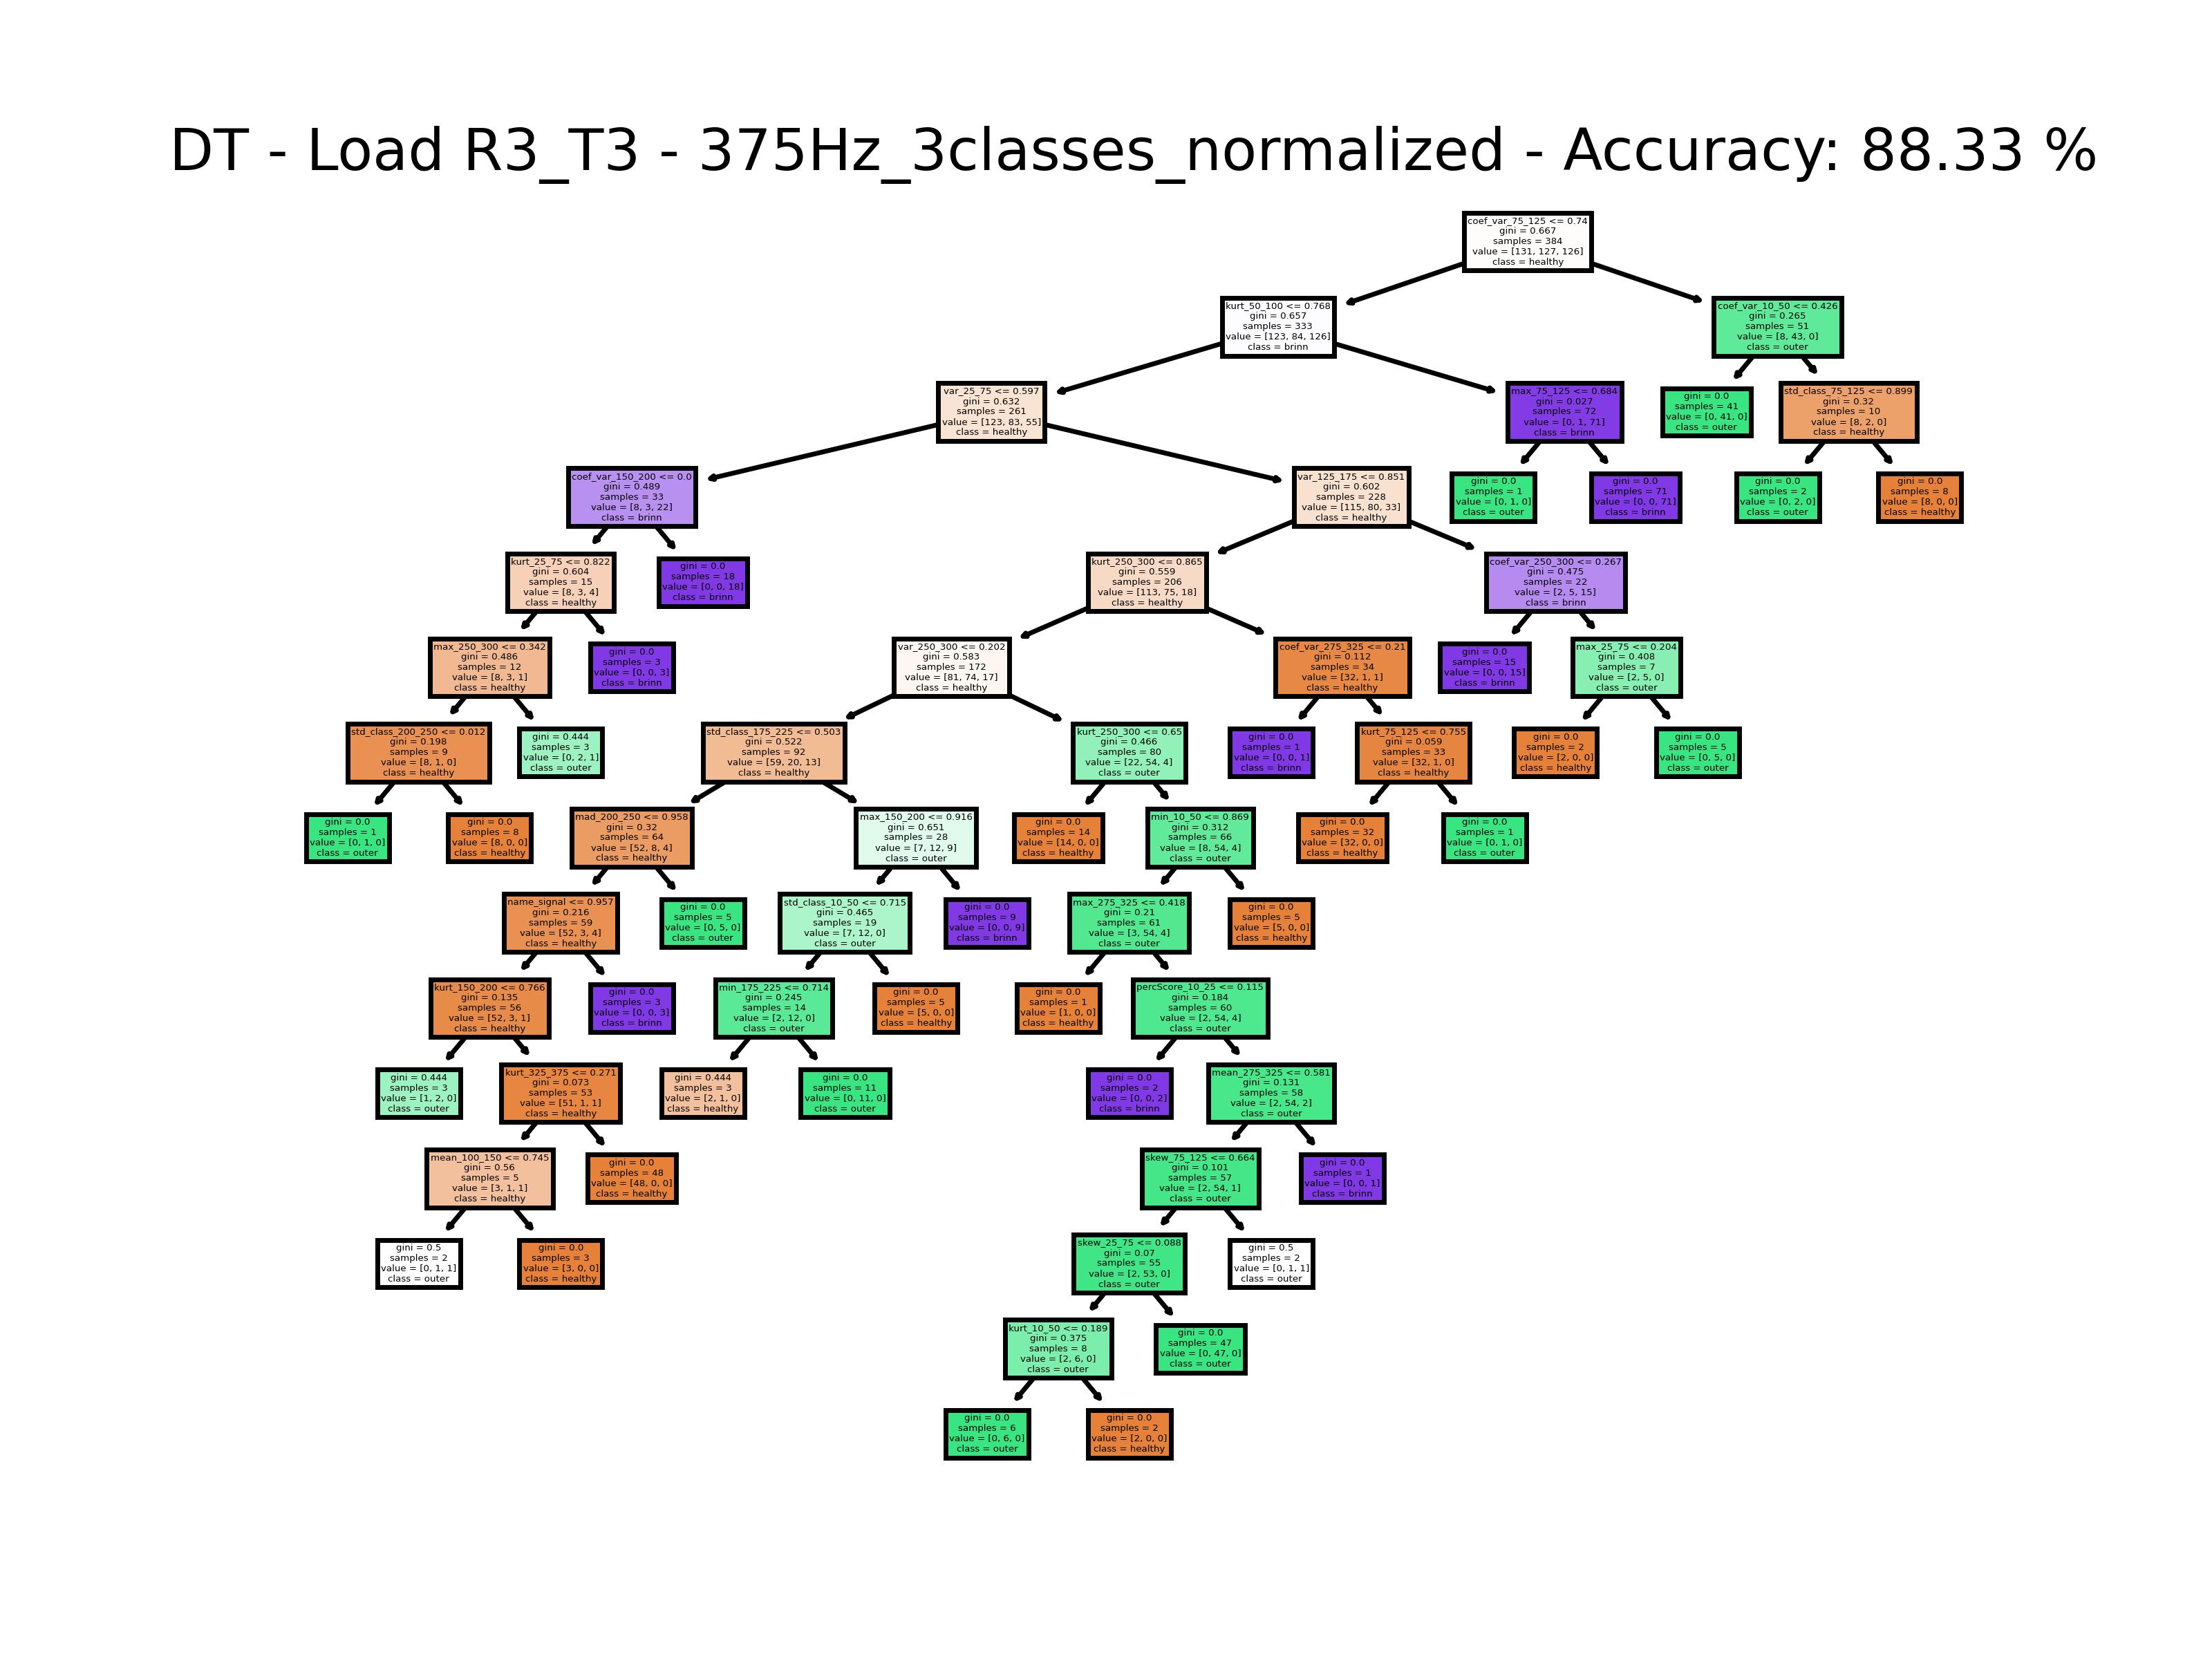 DT - Load R3_T3 - 375Hz_3classes_normalized - Accuracy: 88.33 %
coef_var_75_125 <= 0.74
gini = 0.667
samples = 384
value = [131, 127, 126]
class = healthy
kurt_50_100 <= 0.768
gini = 0.657
samples = 333
value = [123, 84, 126]
class = brinn
coef_var_10_50 <= 0.426
gini = 0.265
samples = 51
value = [8, 43, 0]
class = outer
var_25_75 <= 0.597
gini = 0.632
samples = 261
value = [123, 83, 55]
class = healthy
max_75_125 <= 0.684
gini = 0.027
samples = 72
value = [0, 1, 71]
class = brinn
gini = 0.0
samples = 41
value = [0, 41, 0]
class = outer
std_class_75_125 <= 0.899
gini = 0.32
samples = 10
value = [8, 2, 0]
class = healthy
coef_var_150_200 <= 0.0
gini = 0.489
samples = 33
value = [8, 3, 22]
class = brinn
var_125_175 <= 0.851
gini = 0.602
samples = 228
value = [115, 80, 33]
class = healthy
gini = 0.0
samples = 1
value = [0, 1, 0]
class = outer
gini = 0.0
samples = 71
value = [0, 0, 71]
class = brinn
gini = 0.0
samples = 2
value = [0, 2, 0]
class = outer
gini = 0.0
samples = 8
value = [8, 0, 0]
class = healthy
kurt_25_75 <= 0.822
gini = 0.604
samples = 15
value = [8, 3, 4]
class = healthy
gini = 0.0
samples = 18
value = [0, 0, 18]
class = brinn
kurt_250_300 <= 0.865
gini = 0.559
samples = 206
value = [113, 75, 18]
class = healthy
coef_var_250_300 <= 0.267
gini = 0.475
samples = 22
value = [2, 5, 15]
class = brinn
max_250_300 <= 0.342
gini = 0.486
samples = 12
value = [8, 3, 1]
class = healthy
gini = 0.0
samples = 3
value = [0, 0, 3]
class = brinn
var_250_300 <= 0.202
gini = 0.583
samples = 172
value = [81, 74, 17]
class = healthy
coef_var_275_325 <= 0.21
gini = 0.112
samples = 34
value = [32, 1, 1]
class = healthy
gini = 0.0
samples = 15
value = [0, 0, 15]
class = brinn
max_25_75 <= 0.204
gini = 0.408
samples = 7
value = [2, 5, 0]
class = outer
std_class_200_250 <= 0.012
gini = 0.198
samples = 9
value = [8, 1, 0]
class = healthy
gini = 0.444
samples = 3
value = [0, 2, 1]
class = outer
std_class_175_225 <= 0.503
gini = 0.522
samples = 92
value = [59, 20, 13]
class = healthy
kurt_250_300 <= 0.65
gini = 0.466
samples = 80
value = [22, 54, 4]
class = outer
gini = 0.0
samples = 1
value = [0, 0, 1]
class = brinn
kurt_75_125 <= 0.755
gini = 0.059
samples = 33
value = [32, 1, 0]
class = healthy
gini = 0.0
samples = 2
value = [2, 0, 0]
class = healthy
gini = 0.0
samples = 5
value = [0, 5, 0]
class = outer
gini = 0.0
samples = 1
value = [0, 1, 0]
class = outer
gini = 0.0
samples = 8
value = [8, 0, 0]
class = healthy
mad_200_250 <= 0.958
gini = 0.32
samples = 64
value = [52, 8, 4]
class = healthy
max_150_200 <= 0.916
gini = 0.651
samples = 28
value = [7, 12, 9]
class = outer
gini = 0.0
samples = 14
value = [14, 0, 0]
class = healthy
min_10_50 <= 0.869
gini = 0.312
samples = 66
value = [8, 54, 4]
class = outer
gini = 0.0
samples = 32
value = [32, 0, 0]
class = healthy
gini = 0.0
samples = 1
value = [0, 1, 0]
class = outer
name_signal <= 0.957
gini = 0.216
samples = 59
value = [52, 3, 4]
class = healthy
gini = 0.0
samples = 5
value = [0, 5, 0]
class = outer
std_class_10_50 <= 0.715
gini = 0.465
samples = 19
value = [7, 12, 0]
class = outer
gini = 0.0
samples = 9
value = [0, 0, 9]
class = brinn
max_275_325 <= 0.418
gini = 0.21
samples = 61
value = [3, 54, 4]
class = outer
gini = 0.0
samples = 5
value = [5, 0, 0]
class = healthy
kurt_150_200 <= 0.766
gini = 0.135
samples = 56
value = [52, 3, 1]
class = healthy
gini = 0.0
samples = 3
value = [0, 0, 3]
class = brinn
min_175_225 <= 0.714
gini = 0.245
samples = 14
value = [2, 12, 0]
class = outer
gini = 0.0
samples = 5
value = [5, 0, 0]
class = healthy
gini = 0.0
samples = 1
value = [1, 0, 0]
class = healthy
percScore_10_25 <= 0.115
gini = 0.184
samples = 60
value = [2, 54, 4]
class = outer
gini = 0.444
samples = 3
value = [1, 2, 0]
class = outer
kurt_325_375 <= 0.271
gini = 0.073
samples = 53
value = [51, 1, 1]
class = healthy
gini = 0.444
samples = 3
value = [2, 1, 0]
class = healthy
gini = 0.0
samples = 11
value = [0, 11, 0]
class = outer
gini = 0.0
samples = 2
value = [0, 0, 2]
class = brinn
mean_275_325 <= 0.581
gini = 0.131
samples = 58
value = [2, 54, 2]
class = outer
mean_100_150 <= 0.745
gini = 0.56
samples = 5
value = [3, 1, 1]
class = healthy
gini = 0.0
samples = 48
value = [48, 0, 0]
class = healthy
skew_75_125 <= 0.664
gini = 0.101
samples = 57
value = [2, 54, 1]
class = outer
gini = 0.0
samples = 1
value = [0, 0, 1]
class = brinn
gini = 0.5
samples = 2
value = [0, 1, 1]
class = outer
gini = 0.0
samples = 3
value = [3, 0, 0]
class = healthy
skew_25_75 <= 0.088
gini = 0.07
samples = 55
value = [2, 53, 0]
class = outer
gini = 0.5
samples = 2
value = [0, 1, 1]
class = outer
kurt_10_50 <= 0.189
gini = 0.375
samples = 8
value = [2, 6, 0]
class = outer
gini = 0.0
samples = 47
value = [0, 47, 0]
class = outer
gini = 0.0
samples = 6
value = [0, 6, 0]
class = outer
gini = 0.0
samples = 2
value = [2, 0, 0]
class = healthy